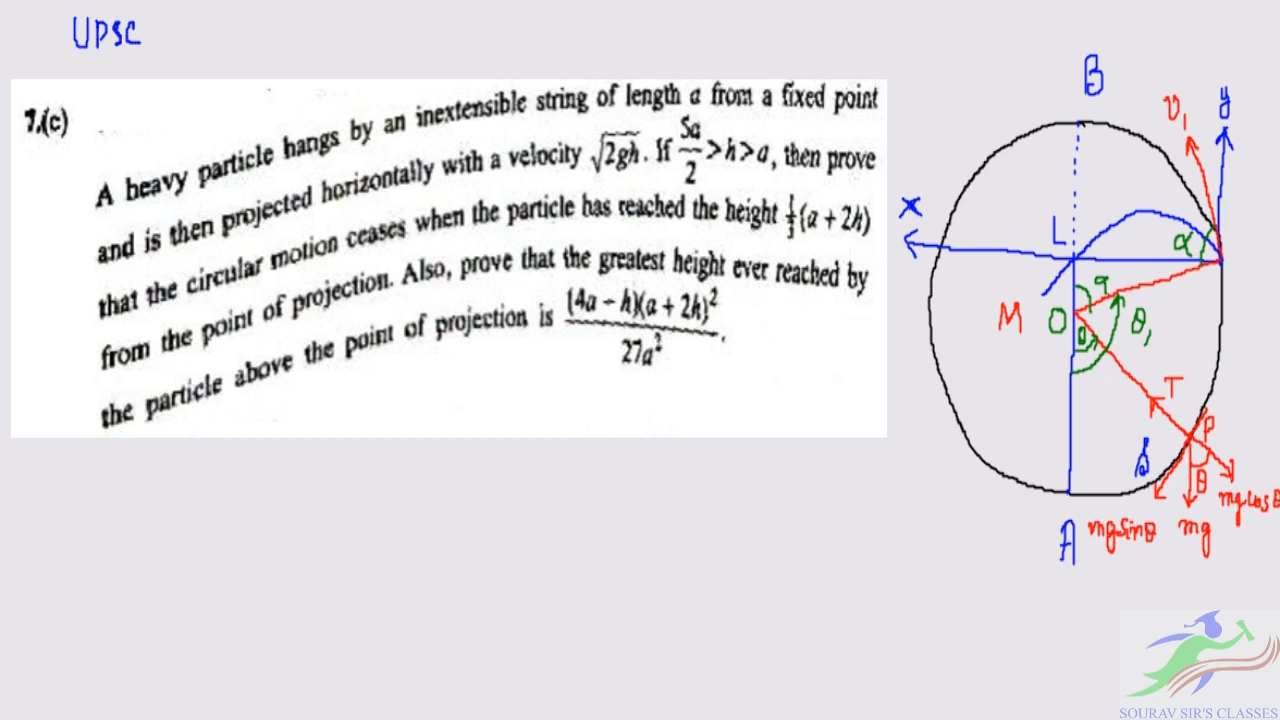 UPSC
7.(c)
A heavy particle hangs by an inextensible string of length a from a fixed point
and is then projected horizontally with a velocity √2gh. If 5a/2 > h > a, then prove
that the circular motion ceases when the particle has reached the height 1/3(a + 2h)
from the point of projection. Also, prove that the greatest height ever reached by
the particle above the point of projection is (4a − h)(a + 2h)²/27a².
B
v₁
y
x
L
α
α
M
O
θ
θ₁
T
P
θ
mg cosθ
A
mg sinθ
mg
SOURAV SIR'S CLASSES